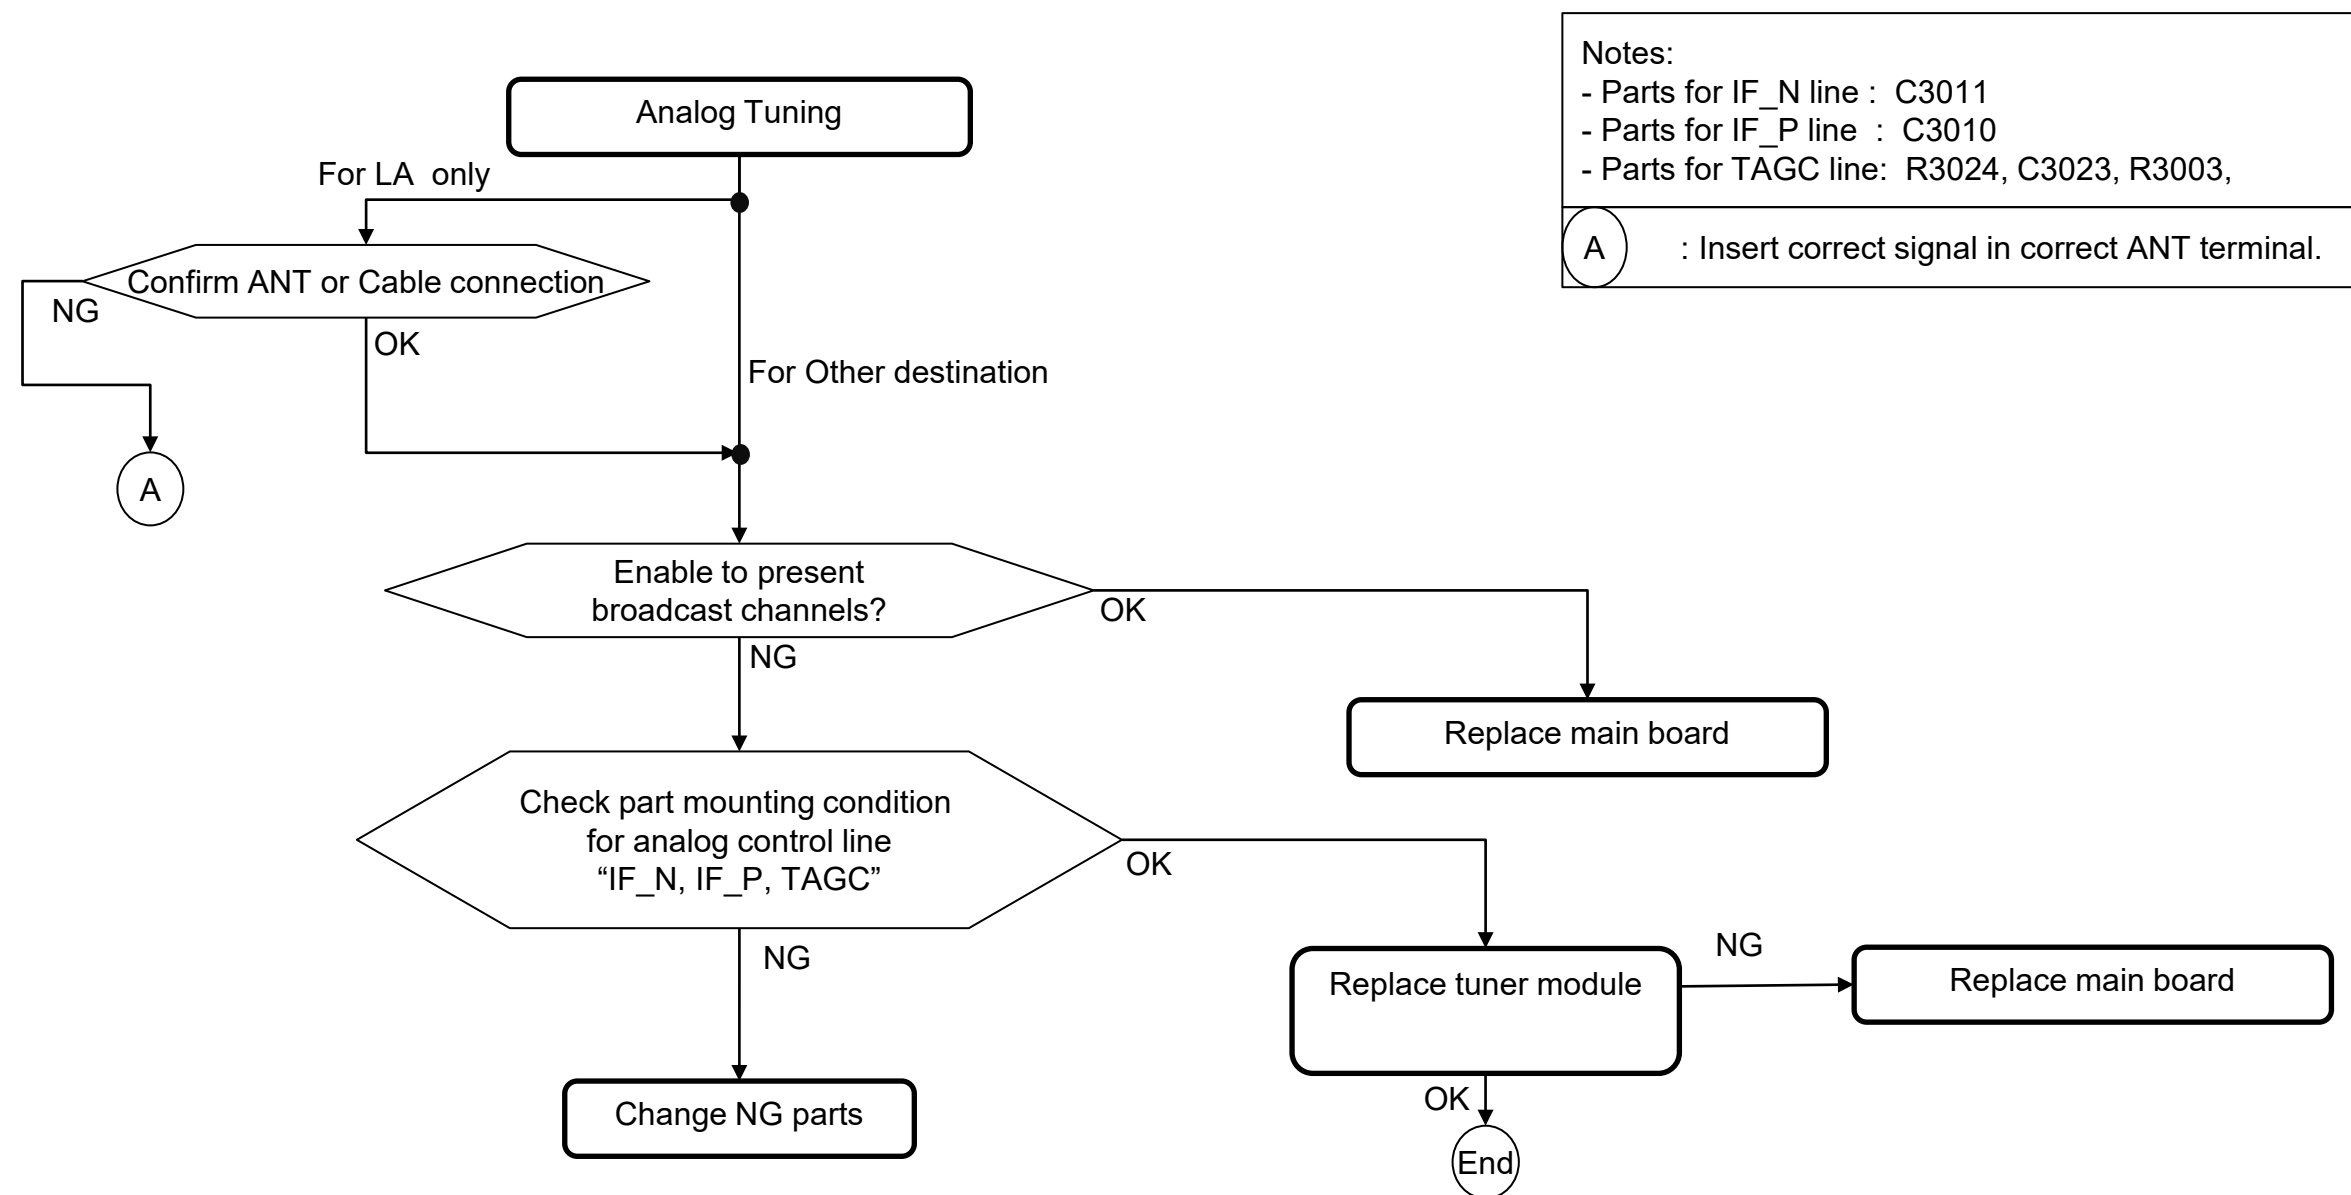 Notes:
- Parts for IF_N line :  C3011
- Parts for IF_P line  :  C3010
- Parts for TAGC line:  R3024, C3023, R3003,
A : Insert correct signal in correct ANT terminal.
Analog Tuning
For LA  only
Confirm ANT or Cable connection
NG
OK
For Other destination
A
Enable to present
broadcast channels?
OK
NG
Replace main board
Check part mounting condition
for analog control line
“IF_N, IF_P, TAGC”
OK
NG
Replace tuner module
NG
Replace main board
OK
Change NG parts
End